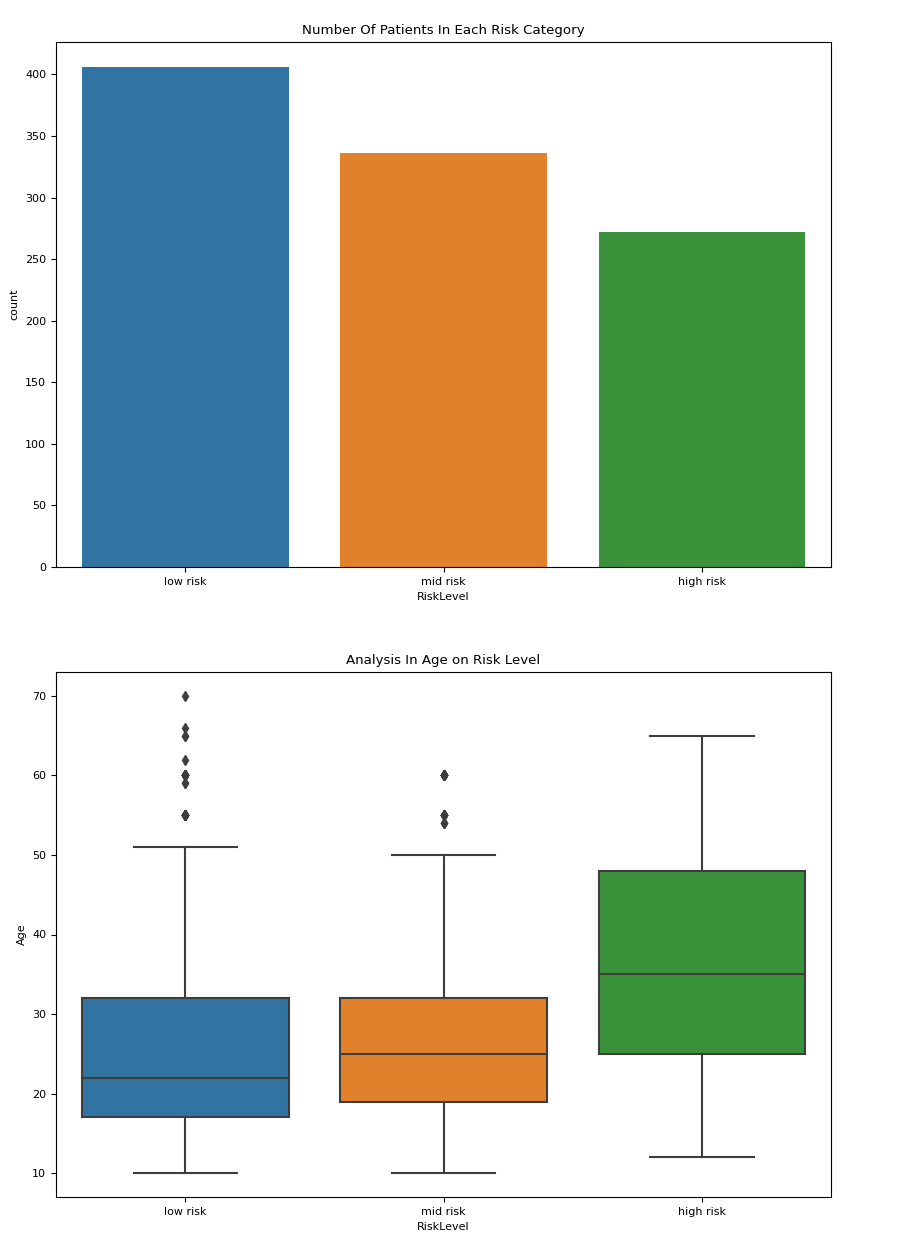 Number Of Patients In Each Risk Category
400
350
300
250
200
150
100
50
0
count
low risk mid risk high risk
RiskLevel
Analysis In Age on Risk Level
70
60
50
40
30
20
10
Age
low risk mid risk high risk
RiskLevel